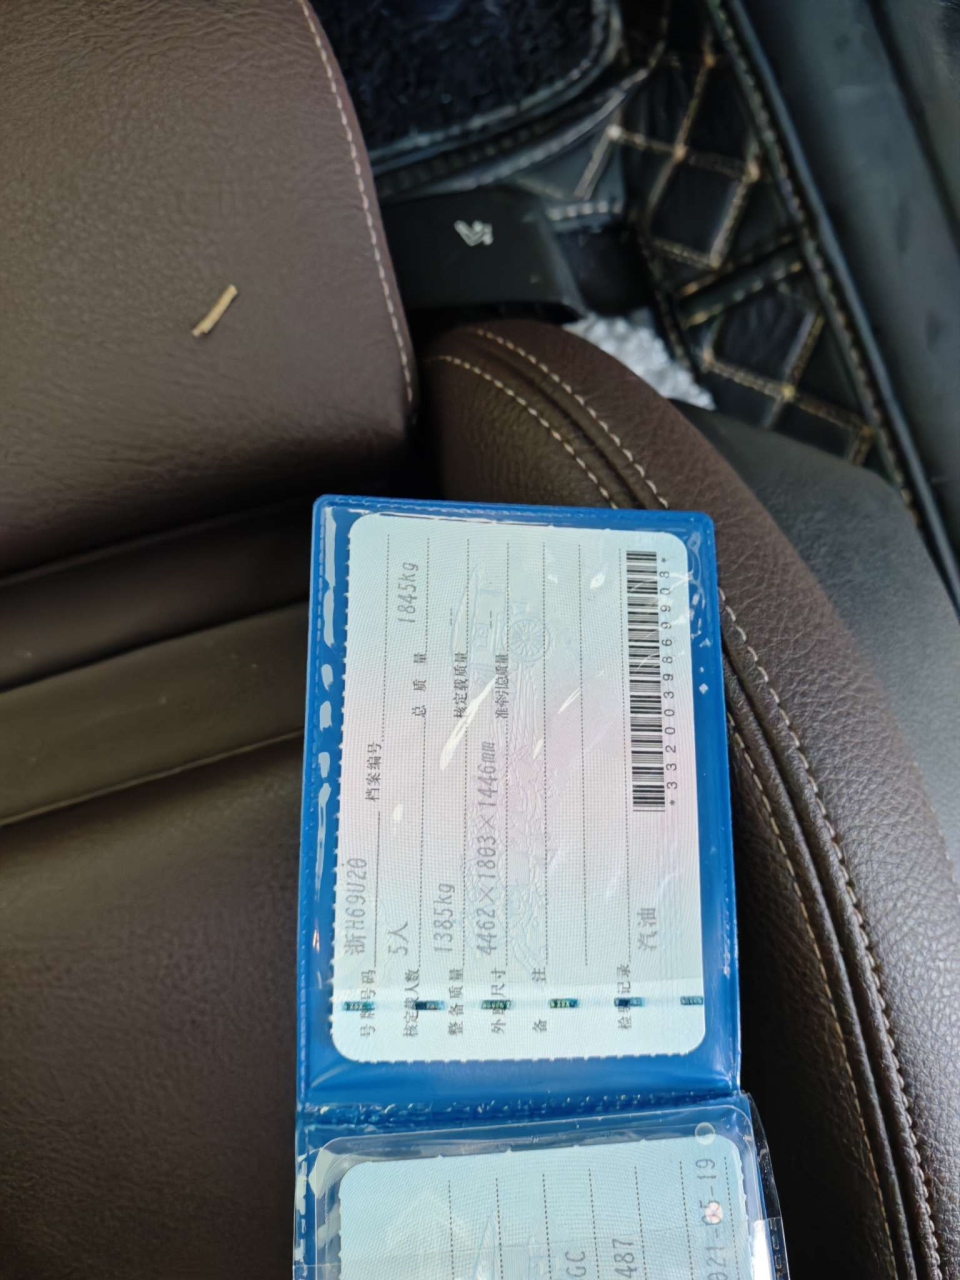 号牌号码 浙H69U20 档案编号
核定载人数 5人 总质量 1845kg
整备质量 1385kg 核定载质量
外廓尺寸 4462×1803×1446mm 准牵引总质量
备注
检验记录 汽油
*3320039869908*
GC
487
021-05-19